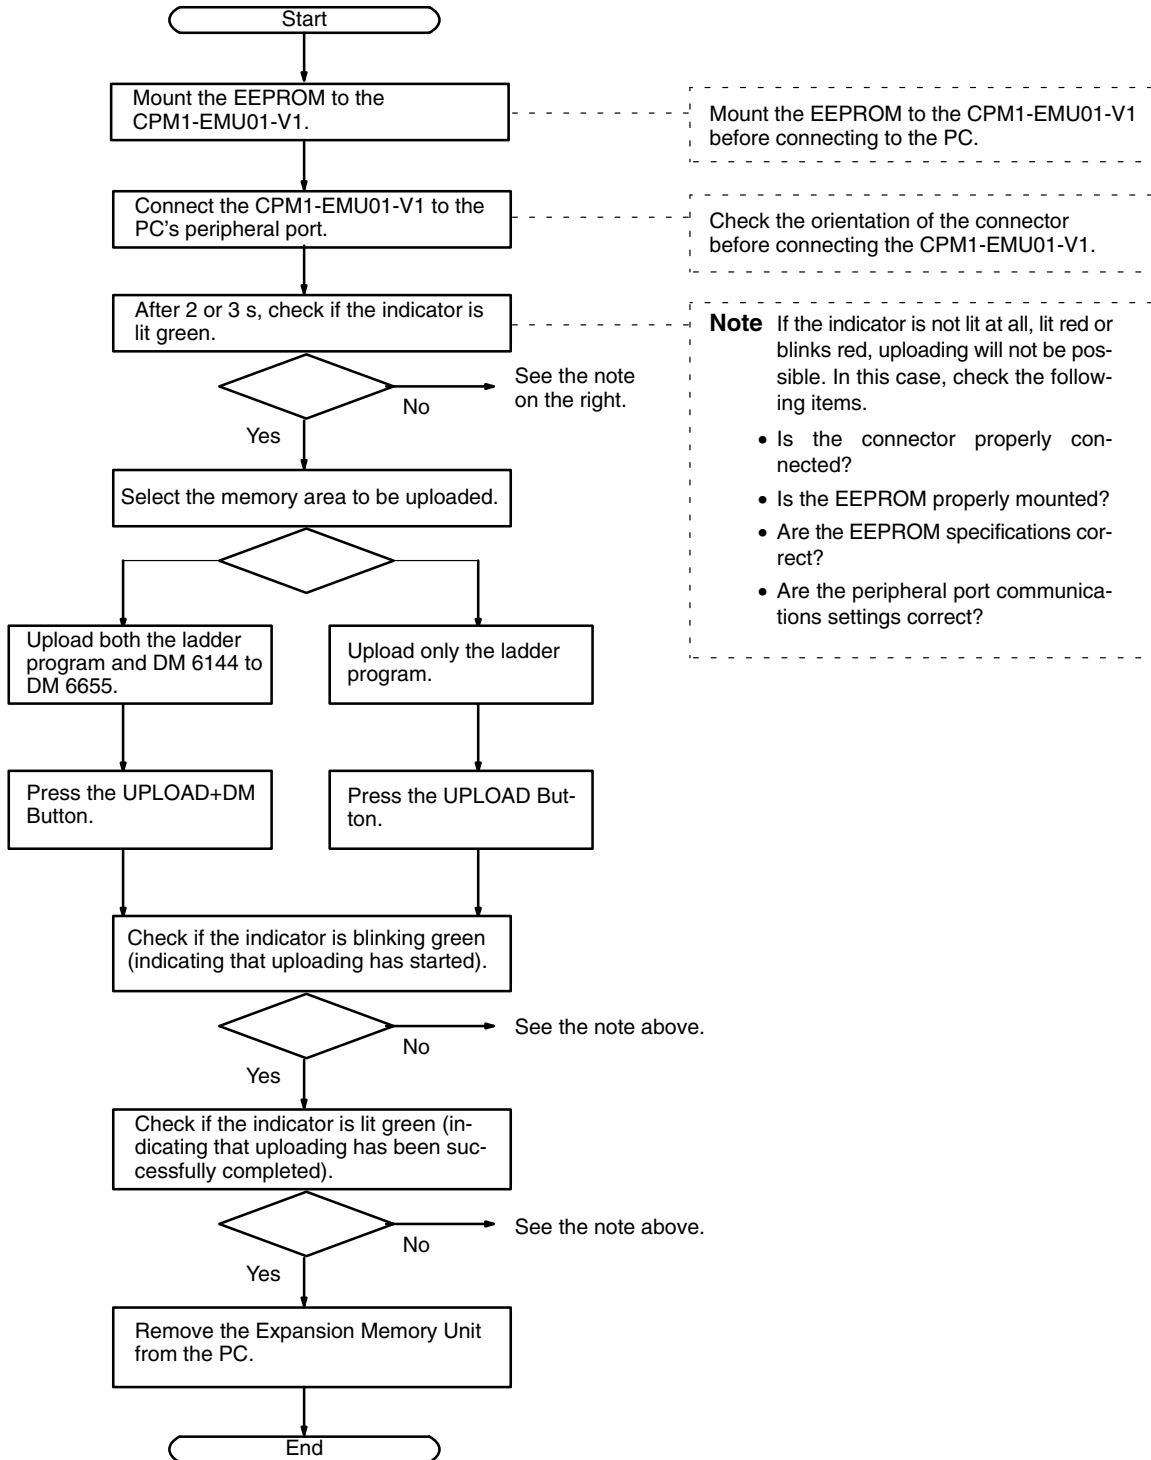 Start
Mount the EEPROM to the
CPM1-EMU01-V1.
Mount the EEPROM to the CPM1-EMU01-V1
before connecting to the PC.
Connect the CPM1-EMU01-V1 to the
PC's peripheral port.
Check the orientation of the connector
before connecting the CPM1-EMU01-V1.
After 2 or 3 s, check if the indicator is
lit green.
Note If the indicator is not lit at all, lit red or
blinks red, uploading will not be pos-
sible. In this case, check the follow-
ing items.
• Is the connector properly con-
nected?
• Is the EEPROM properly mounted?
• Are the EEPROM specifications cor-
rect?
• Are the peripheral port communica-
tions settings correct?
See the note
on the right.
No
Yes
Select the memory area to be uploaded.
Upload both the ladder
program and DM 6144 to
DM 6655.
Upload only the ladder
program.
Press the UPLOAD+DM
Button.
Press the UPLOAD But-
ton.
Check if the indicator is blinking green
(indicating that uploading has started).
See the note above.
No
Yes
Check if the indicator is lit green (in-
dicating that uploading has been suc-
cessfully completed).
See the note above.
No
Yes
Remove the Expansion Memory Unit
from the PC.
End